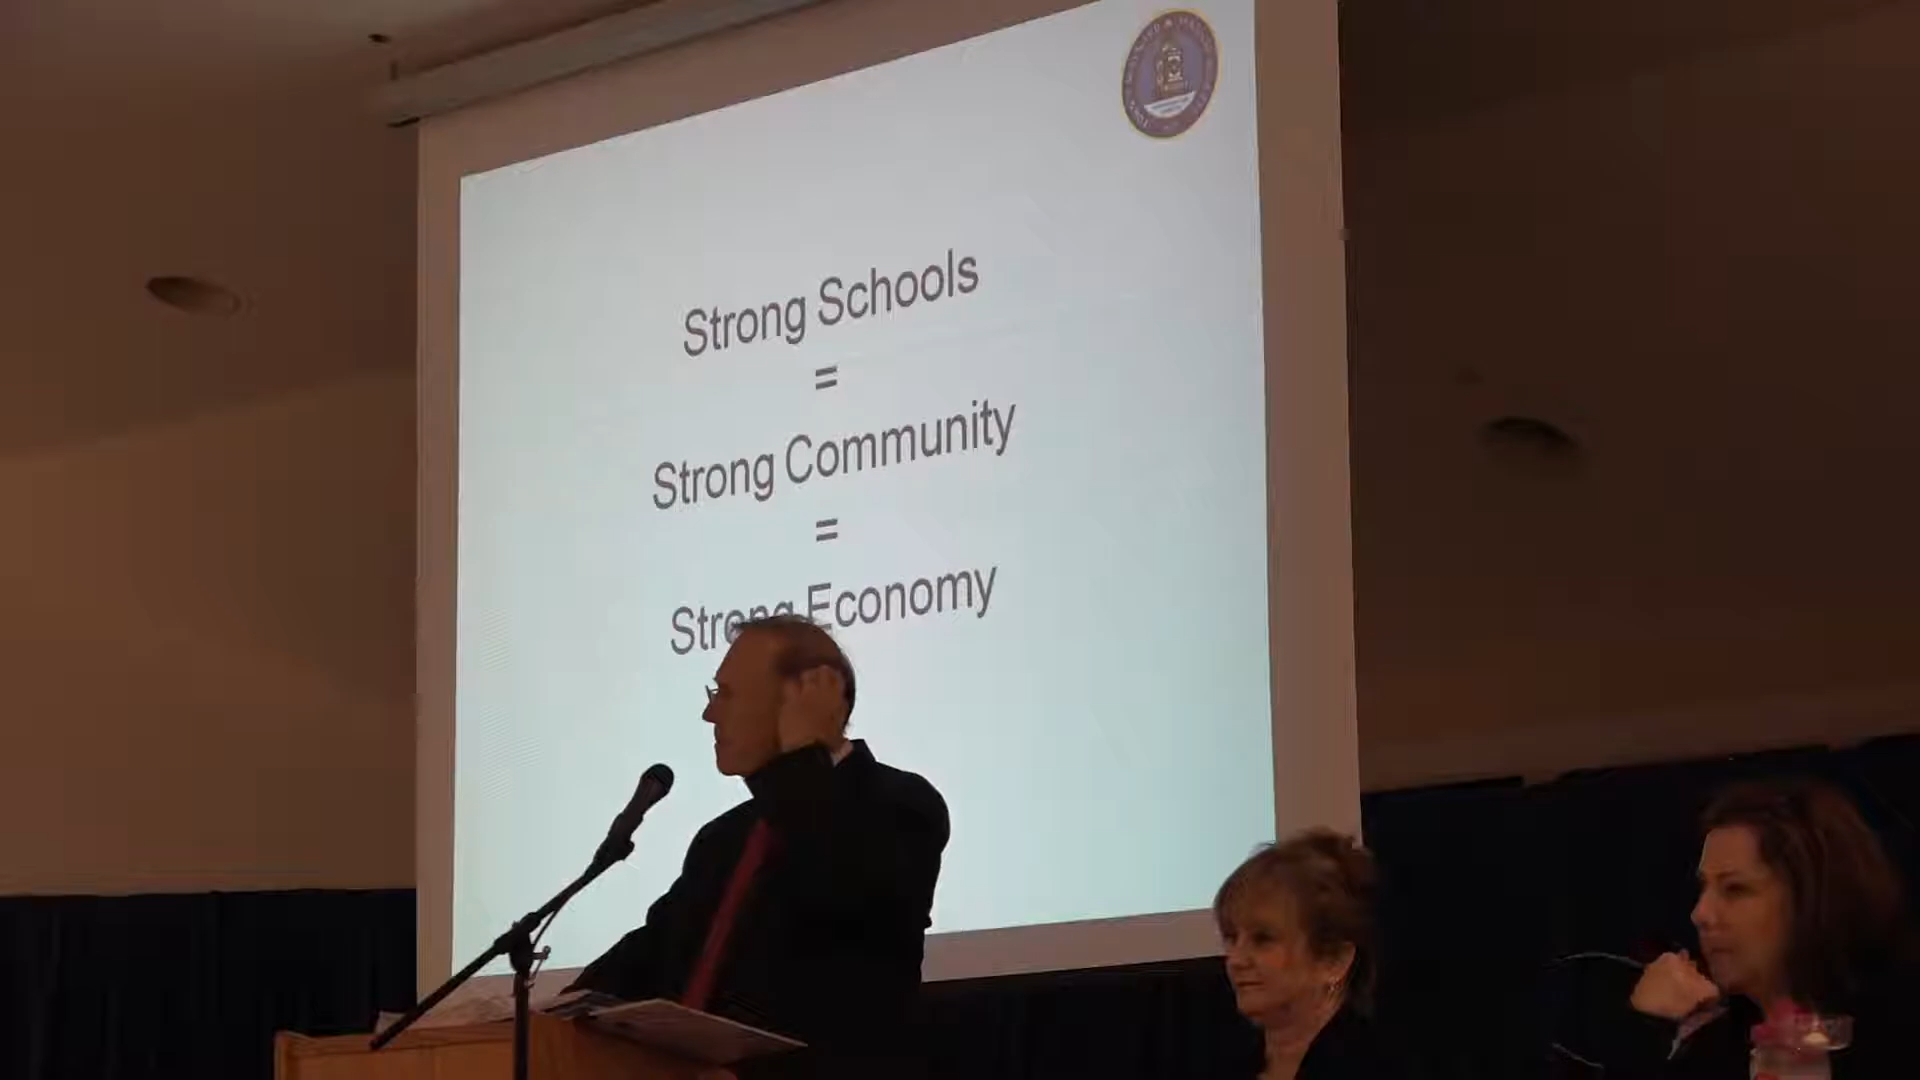 Strong Schools
=
Strong Community
=
Strong Economy